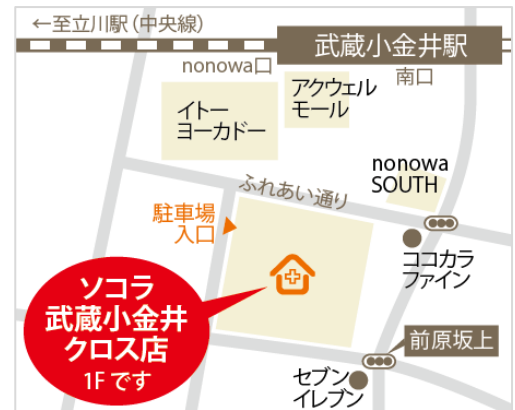 ←至立川駅（中央線）
武蔵小金井駅
nonowa口
南口
アクウェル
モール
イトー
ヨーカドー
nonowa
SOUTH
ふれあい通り
駐車場
入口
ココカラ
ファイン
ソコラ
武蔵小金井
クロス店
1Fです
前原坂上
セブン
イレブン